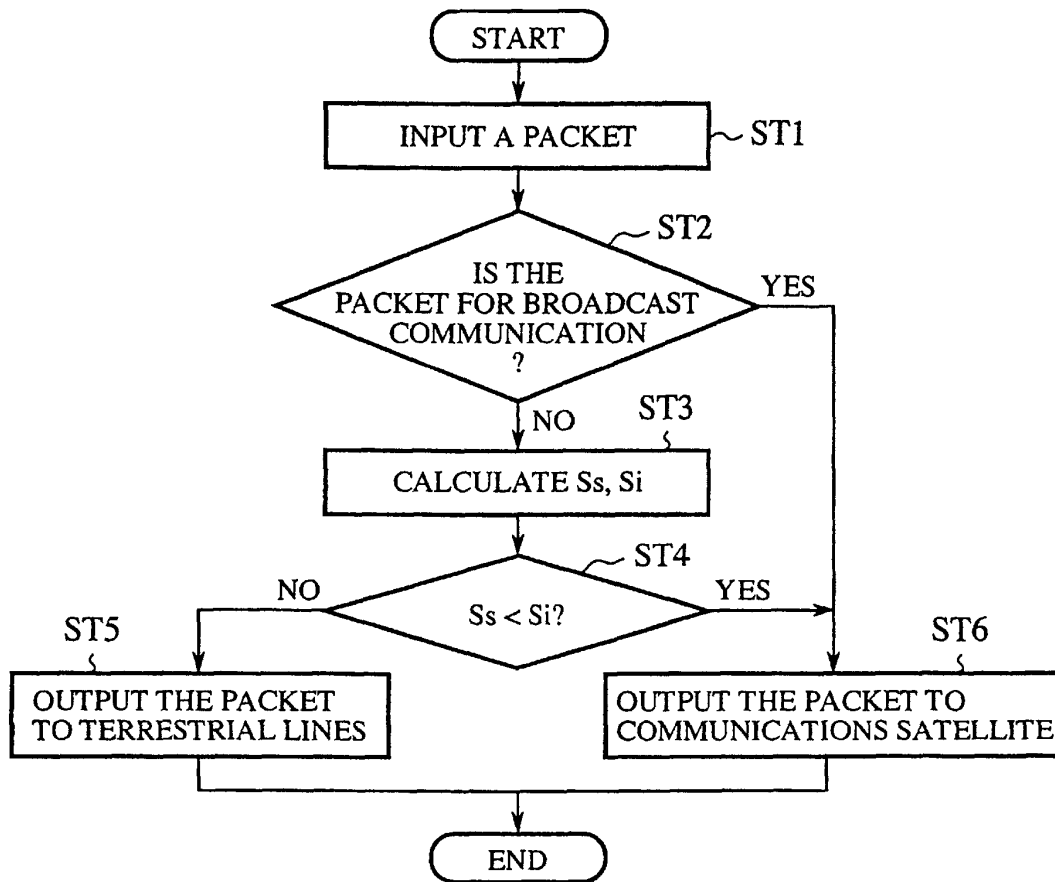 START
INPUT A PACKET
ST1
ST2
IS THE
PACKET FOR BROADCAST
COMMUNICATION
?
YES
NO
ST3
CALCULATE Ss, Si
ST4
NO
Ss < Si?
YES
ST5
OUTPUT THE PACKET
TO TERRESTRIAL LINES
ST6
OUTPUT THE PACKET TO
COMMUNICATIONS SATELLITE
END